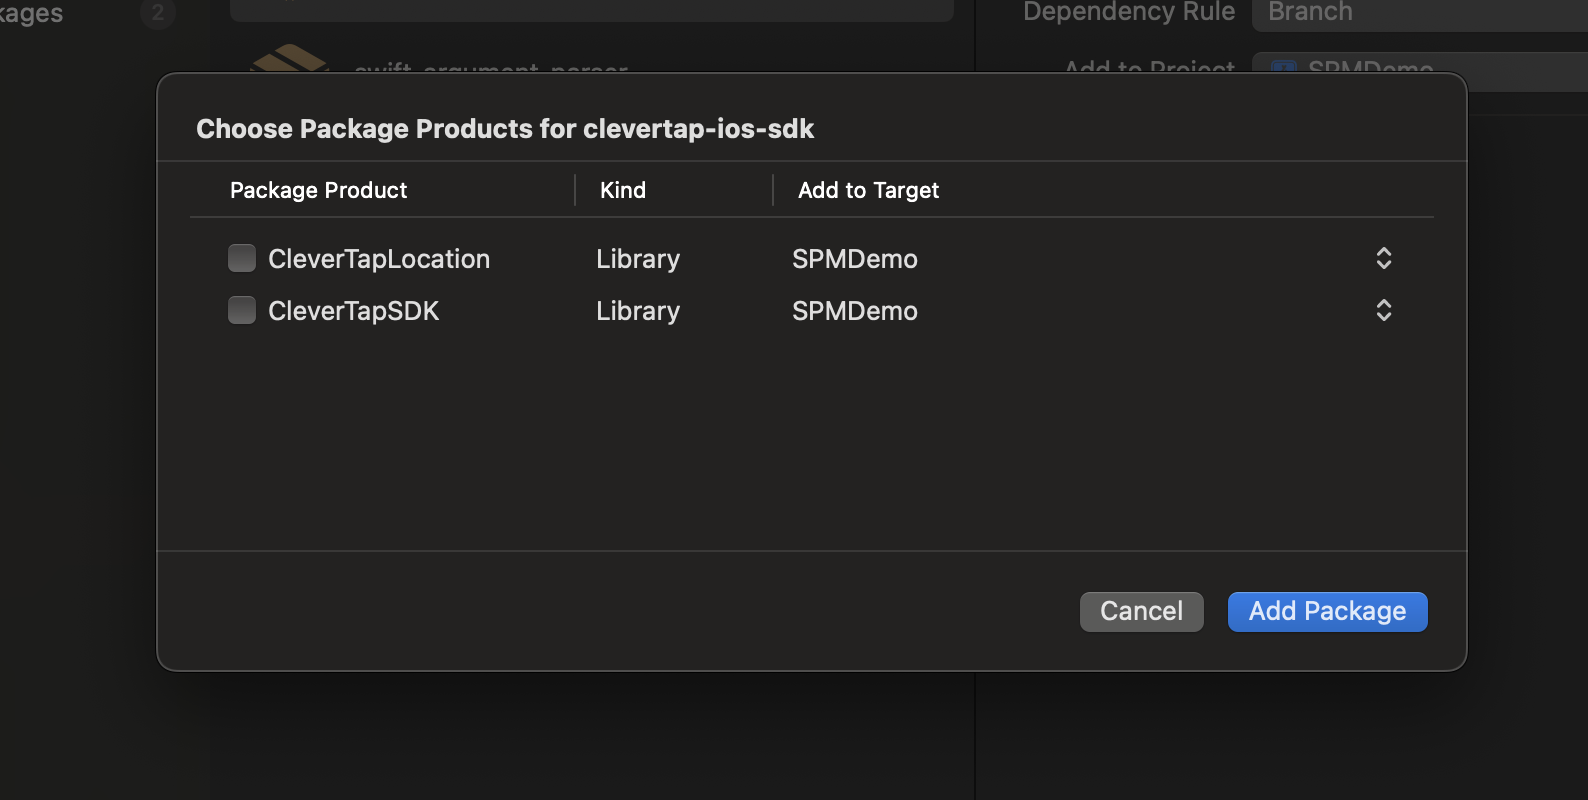 kages 2
Dependency Rule Branch
swift-argument-parser
Add to Project SPMDemo
Choose Package Products for clevertap-ios-sdk
Package Product Kind Add to Target
CleverTapLocation Library SPMDemo
CleverTapSDK Library SPMDemo
Cancel Add Package